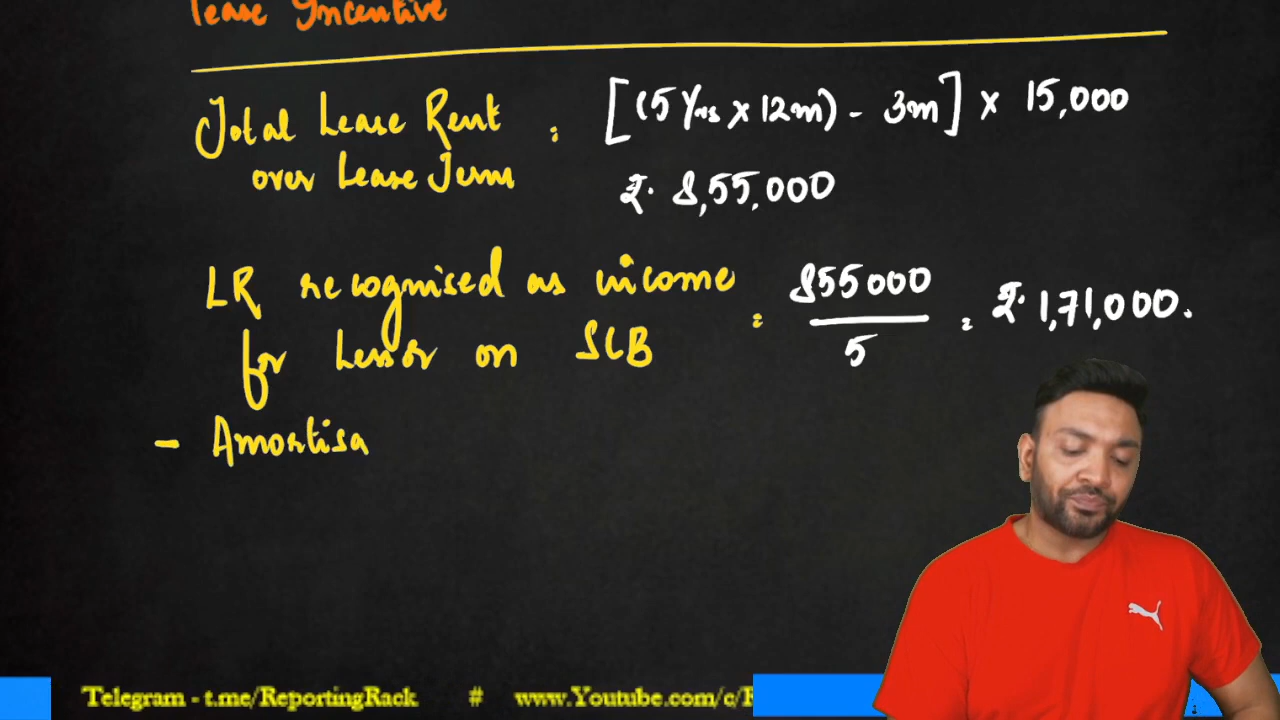 lease Incentive
Total Lease Rent : [(5 Yrs x 12m) - 3m] x 15,000
over Lease Term
₹. 8,55,000
LR recognised as income
for Lessor on SLB = 855000 / 5 = ₹. 1,71,000.
- Amortisa
Telegram - t.me/ReportingRack # www.Youtube.com/c/R